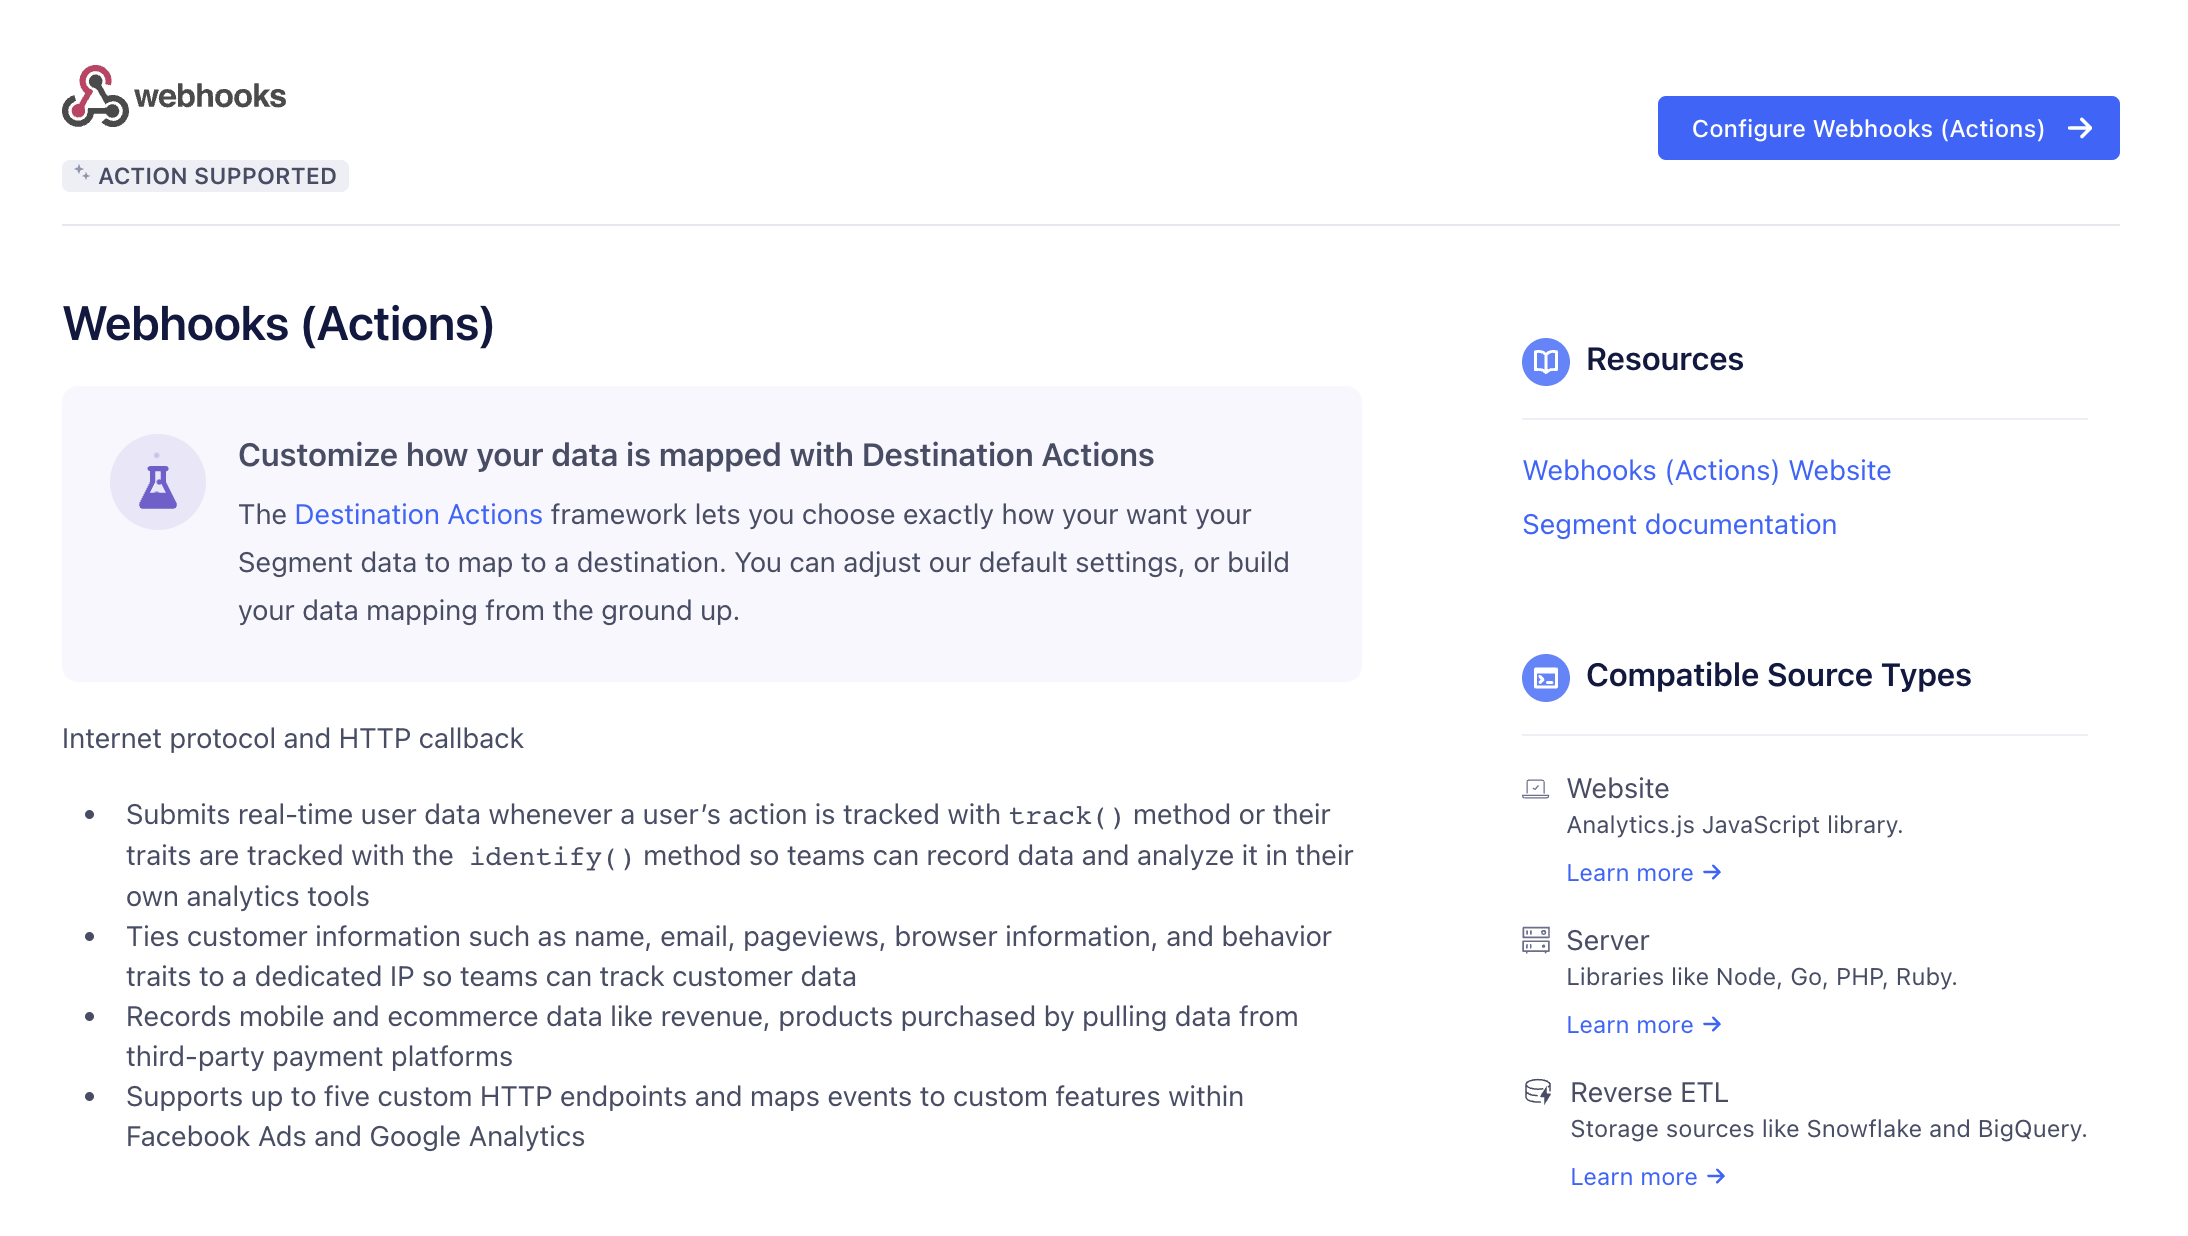 webhooks
ACTION SUPPORTED
Configure Webhooks (Actions)
Webhooks (Actions)
Customize how your data is mapped with Destination Actions
The Destination Actions framework lets you choose exactly how your want your
Segment data to map to a destination. You can adjust our default settings, or build
your data mapping from the ground up.
Internet protocol and HTTP callback
• Submits real-time user data whenever a user’s action is tracked with track() method or their
traits are tracked with the identify() method so teams can record data and analyze it in their
own analytics tools
• Ties customer information such as name, email, pageviews, browser information, and behavior
traits to a dedicated IP so teams can track customer data
• Records mobile and ecommerce data like revenue, products purchased by pulling data from
third-party payment platforms
• Supports up to five custom HTTP endpoints and maps events to custom features within
Facebook Ads and Google Analytics
Resources
Webhooks (Actions) Website
Segment documentation
Compatible Source Types
Website
Analytics.js JavaScript library.
Learn more →
Server
Libraries like Node, Go, PHP, Ruby.
Learn more →
Reverse ETL
Storage sources like Snowflake and BigQuery.
Learn more →